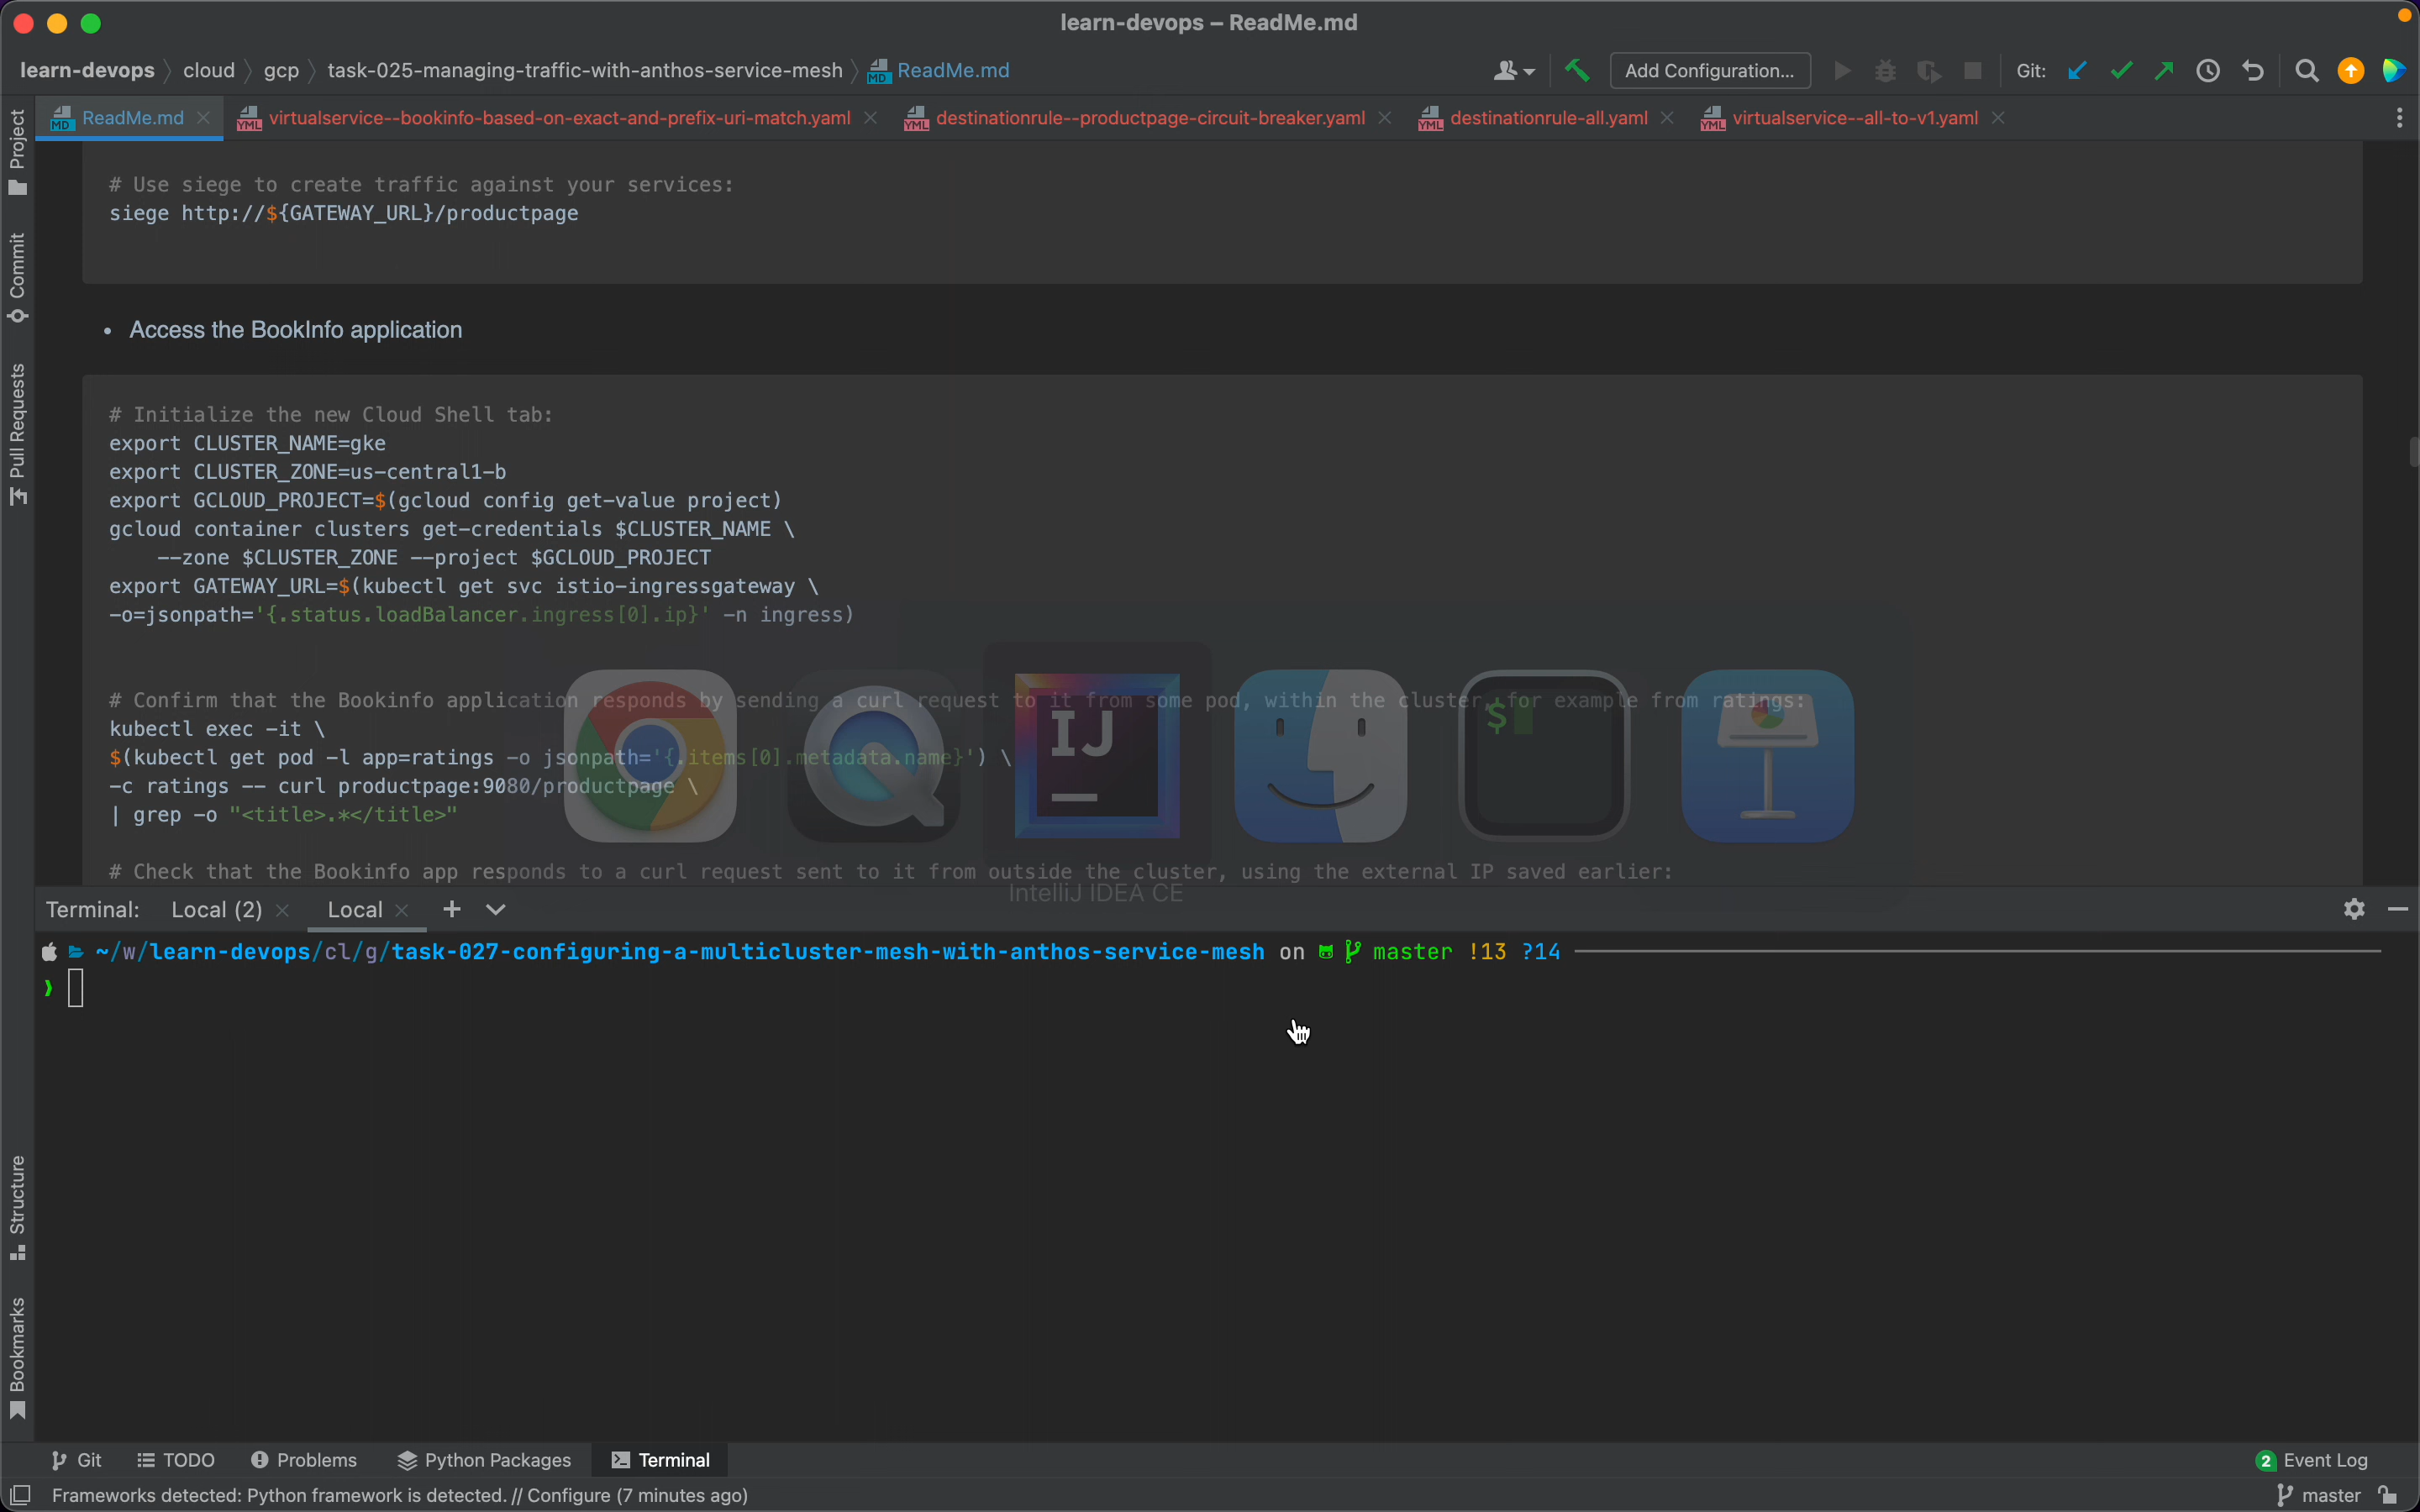 learn-devops – ReadMe.md
learn-devops cloud gcp task-025-managing-traffic-with-anthos-service-mesh MD ReadMe.md Add Configuration... Git:
MD ReadMe.md YML virtualservice--bookinfo-based-on-exact-and-prefix-uri-match.yaml YML destinationrule--productpage-circuit-breaker.yaml YML destinationrule-all.yaml YML virtualservice--all-to-v1.yaml
Project
Commit
Pull Requests
Structure
Bookmarks
# Use siege to create traffic against your services:
siege http://${GATEWAY_URL}/productpage
• Access the BookInfo application
# Initialize the new Cloud Shell tab:
export CLUSTER_NAME=gke
export CLUSTER_ZONE=us-central1-b
export GCLOUD_PROJECT=$(gcloud config get-value project)
gcloud container clusters get-credentials $CLUSTER_NAME \
--zone $CLUSTER_ZONE --project $GCLOUD_PROJECT
export GATEWAY_URL=$(kubectl get svc istio-ingressgateway \
-o=jsonpath='{.status.loadBalancer.ingress[0].ip}' -n ingress)
# Confirm that the Bookinfo application responds by sending a curl request to it from some pod, within the cluster, for example from ratings:
kubectl exec -it \
$(kubectl get pod -l app=ratings -o jsonpath='{.items[0].metadata.name}') \
-c ratings -- curl productpage:9080/productpage \
| grep -o "<title>.*</title>"
# Check that the Bookinfo app responds to a curl request sent to it from outside the cluster, using the external IP saved earlier:
IJ
$
IntelliJ IDEA CE
Terminal: Local (2) Local
~/w/learn-devops/cl/g/task-027-configuring-a-multicluster-mesh-with-anthos-service-mesh on master !13 ?14
❯
Git TODO Problems Python Packages Terminal 2 Event Log
Frameworks detected: Python framework is detected. // Configure (7 minutes ago) master